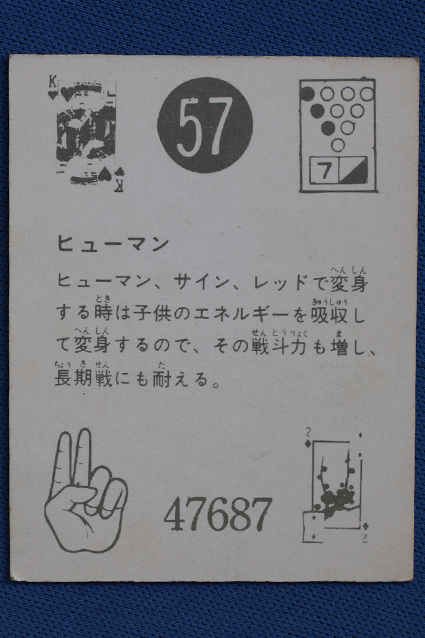 K
57
7
K
ヒューマン
ヒューマン、サイン、レッドで変身
する時は子供のエネルギーを吸収し
て変身するので、その戦斗力も増し、
長期戦にも耐える。
2
47687
2